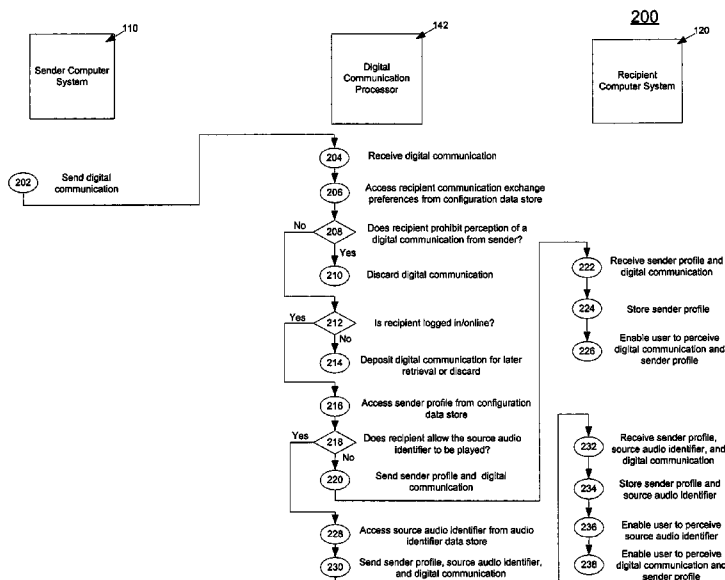 200
110
142
120
Sender Computer
System
Digital
Communication
Processor
Recipient
Computer System
202
Send digital
communication
204
Receive digital communication
206
Access recipient communication exchange
preferences from configuration data store
No
208
Does recipient prohibit perception of a
digital communication from sender?
Yes
210
Discard digital communication
Yes
212
Is recipient logged in/online?
No
214
Deposit digital communication for later
retrieval or discard
216
Access sender profile from configuration
data store
Yes
218
Does recipient allow the source audio
identifier to be played?
No
220
Send sender profile and digital
communication
228
Access source audio identifier from audio
identifier data store
230
Send sender profile, source audio identifier,
and digital communication
222
Receive sender profile and
digital communication
224
Store sender profile
226
Enable user to perceive
digital communication and
sender profile
232
Receive sender profile,
source audio identifier, and
digital communication
234
Store sender profile and
source audio identifier
236
Enable user to perceive
source audio identifier
238
Enable user to perceive
digital communication and
sender profile